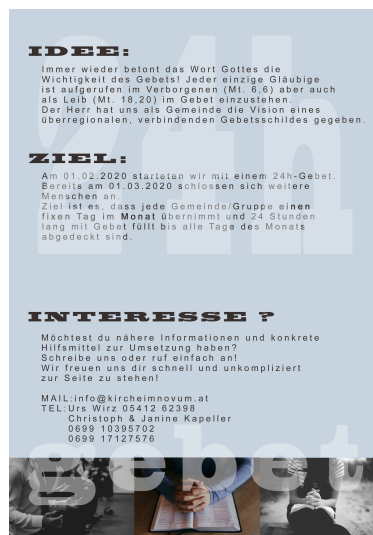 24h
IDEE:
Immer wieder betont das Wort Gottes die
Wichtigkeit des Gebets! Jeder einzige Gläubige
ist aufgerufen im Verborgenen (Mt. 6,6) aber auch
als Leib (Mt. 18,20) im Gebet einzustehen.
Der Herr hat uns als Gemeinde die Vision eines
überregionalen, verbindenden Gebetsschildes gegeben.
ZIEL:
Am 01.02.2020 starteten wir mit einem 24h-Gebet.
Bereits am 01.03.2020 schlossen sich weitere
Menschen an.
Ziel ist es, dass jede Gemeinde/Gruppe einen
fixen Tag im Monat übernimmt und 24 Stunden
lang mit Gebet füllt bis alle Tage des Monats
abgedeckt sind.
INTERESSE ?
Möchtest du nähere Informationen und konkrete
Hilfsmittel zur Umsetzung haben?
Schreibe uns oder ruf einfach an!
Wir freuen uns dir schnell und unkompliziert
zur Seite zu stehen!
MAIL:info@kircheimnovum.at
TEL:Urs Wirz 05412 62398
Christoph & Janine Kapeller
0699 10395702
0699 17127576
gebet